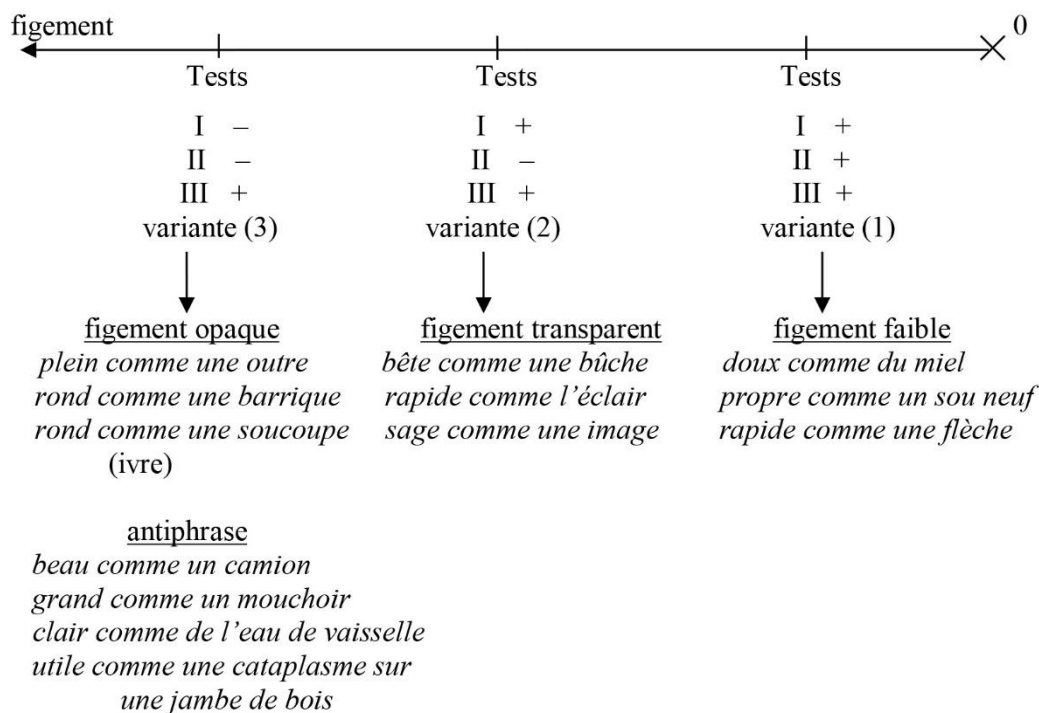 figement 0
Tests Tests Tests
I – I + I +
II – II – II +
III + III + III +
variante (3) variante (2) variante (1)
figement opaque figement transparent figement faible
plein comme une outre bête comme une bûche doux comme du miel
rond comme une barrique rapide comme l’éclair propre comme un sou neuf
rond comme une soucoupe sage comme une image rapide comme une flèche
(ivre)
antiphrase
beau comme un camion
grand comme un mouchoir
clair comme de l’eau de vaisselle
utile comme une cataplasme sur
une jambe de bois